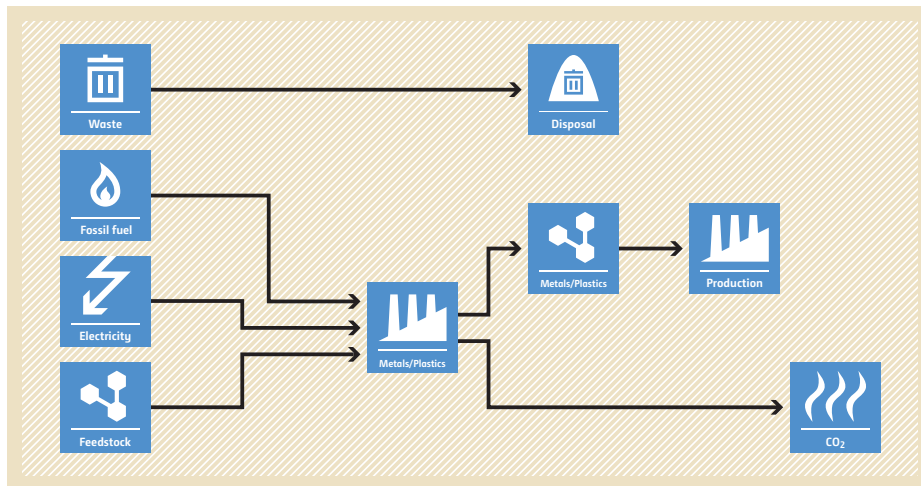 Waste
Disposal
Fossil fuel
Metals/Plastics
Production
Electricity
Metals/Plastics
Feedstock
CO₂